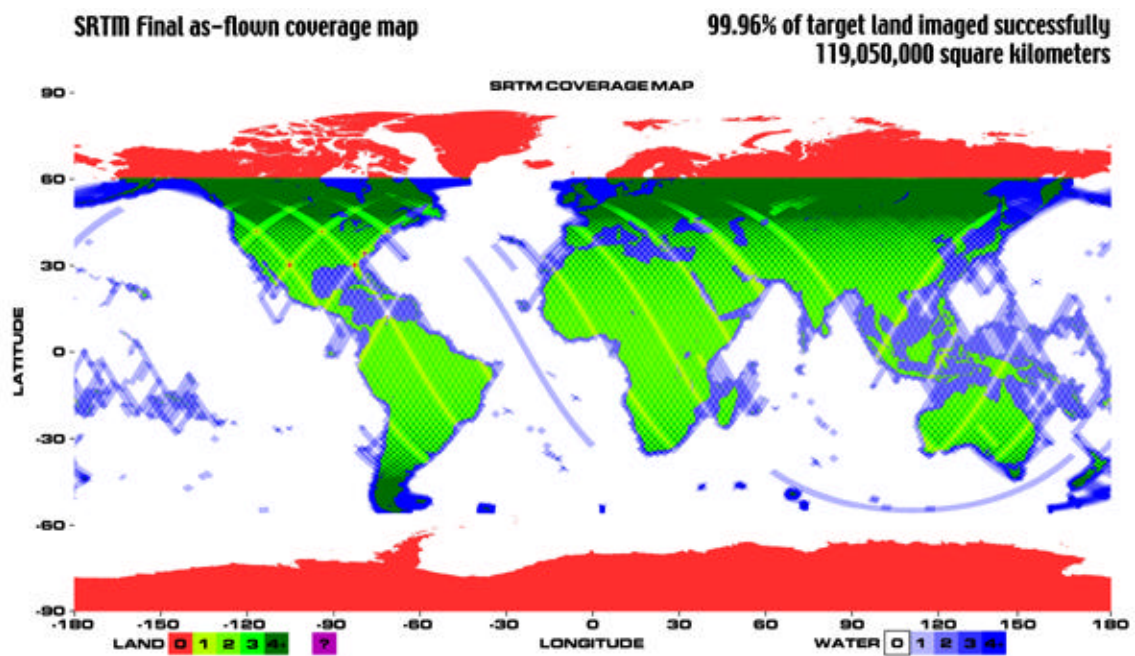 SRTM Final as-flown coverage map
99.96% of target land imaged successfully
119,050,000 square kilometers
SRTM COVERAGE MAP
90
60
30
0
-30
-60
-90
LATITUDE
-180 -150 -120 -90 -60 -30 0 30 60 90 120 150 180
LAND 0 1 2 3 4+ ? LONGITUDE WATER 0 1 2 3 4+